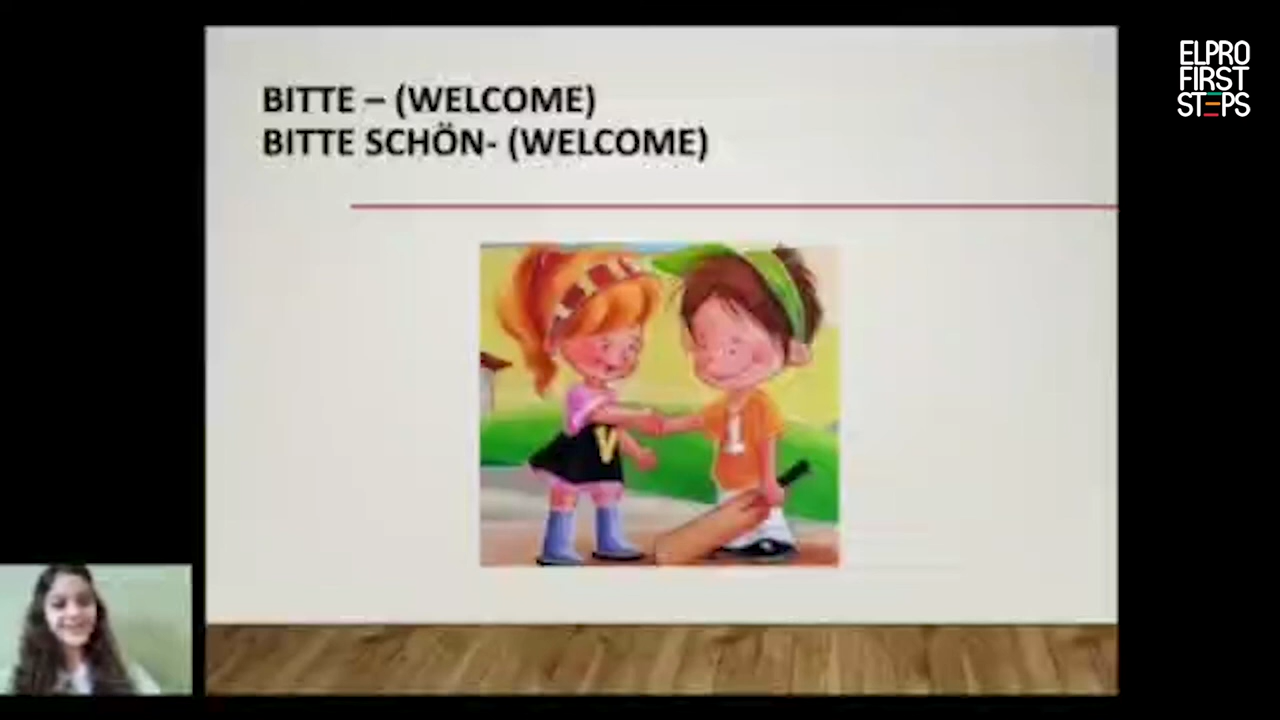 BITTE – (WELCOME)
BITTE SCHÖN- (WELCOME)
ELPRO
FIRST
STEPS
V
1